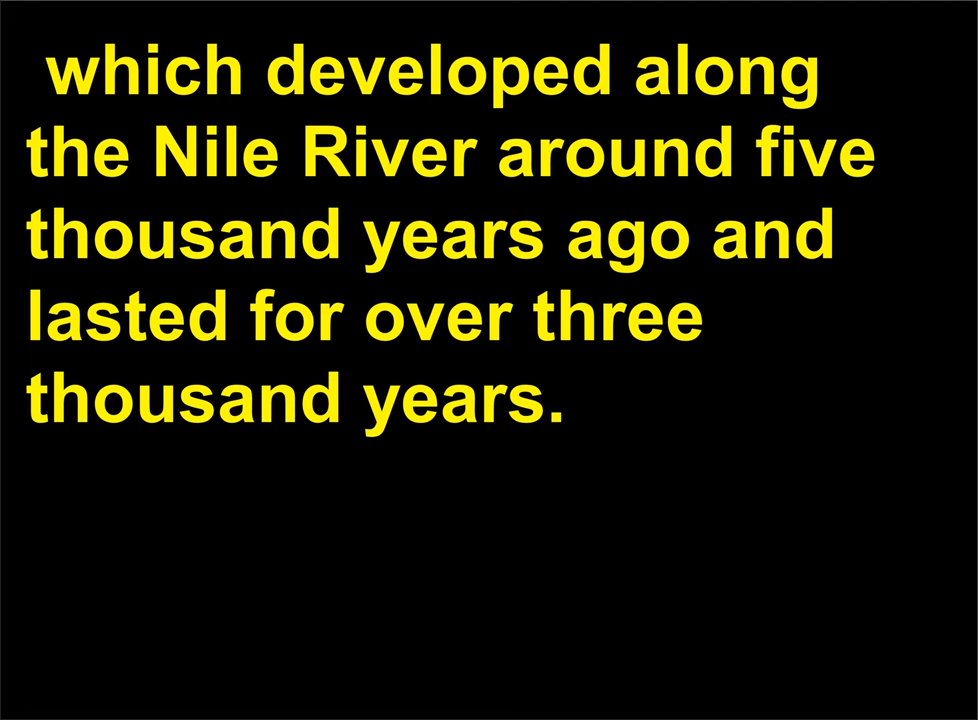 which developed along
the Nile River around five
thousand years ago and
lasted for over three
thousand years.